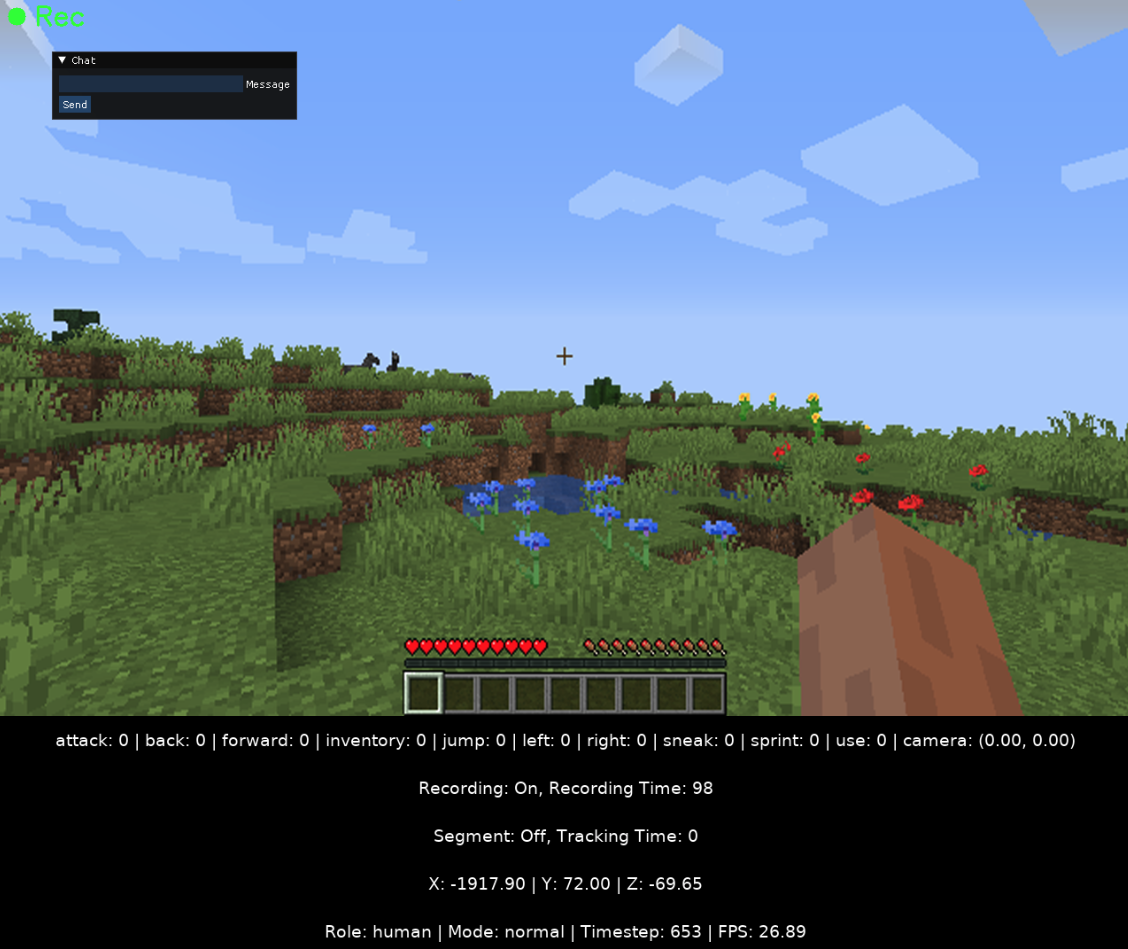 Rec
Chat
Message
Send
attack: 0 | back: 0 | forward: 0 | inventory: 0 | jump: 0 | left: 0 | right: 0 | sneak: 0 | sprint: 0 | use: 0 | camera: (0.00, 0.00)
Recording: On, Recording Time: 98
Segment: Off, Tracking Time: 0
X: -1917.90 | Y: 72.00 | Z: -69.65
Role: human | Mode: normal | Timestep: 653 | FPS: 26.89